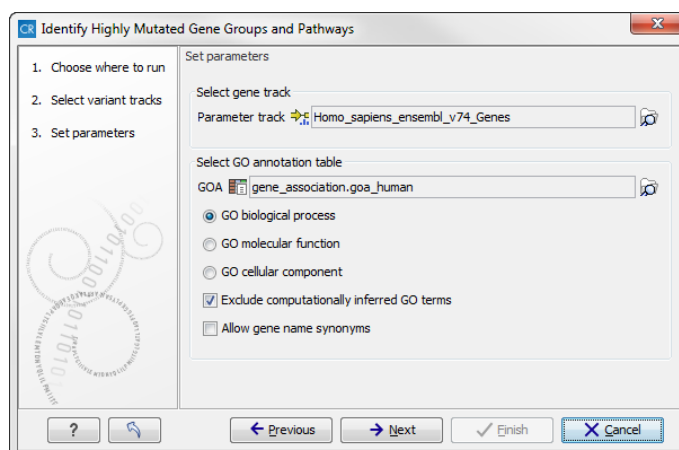 CR Identify Highly Mutated Gene Groups and Pathways
1. Choose where to run
2. Select variant tracks
3. Set parameters
Set parameters
Select gene track
Parameter track Homo_sapiens_ensembl_v74_Genes
Select GO annotation table
GOA gene_association.goa_human
GO biological process
GO molecular function
GO cellular component
Exclude computationally inferred GO terms
Allow gene name synonyms
? Previous Next Finish Cancel